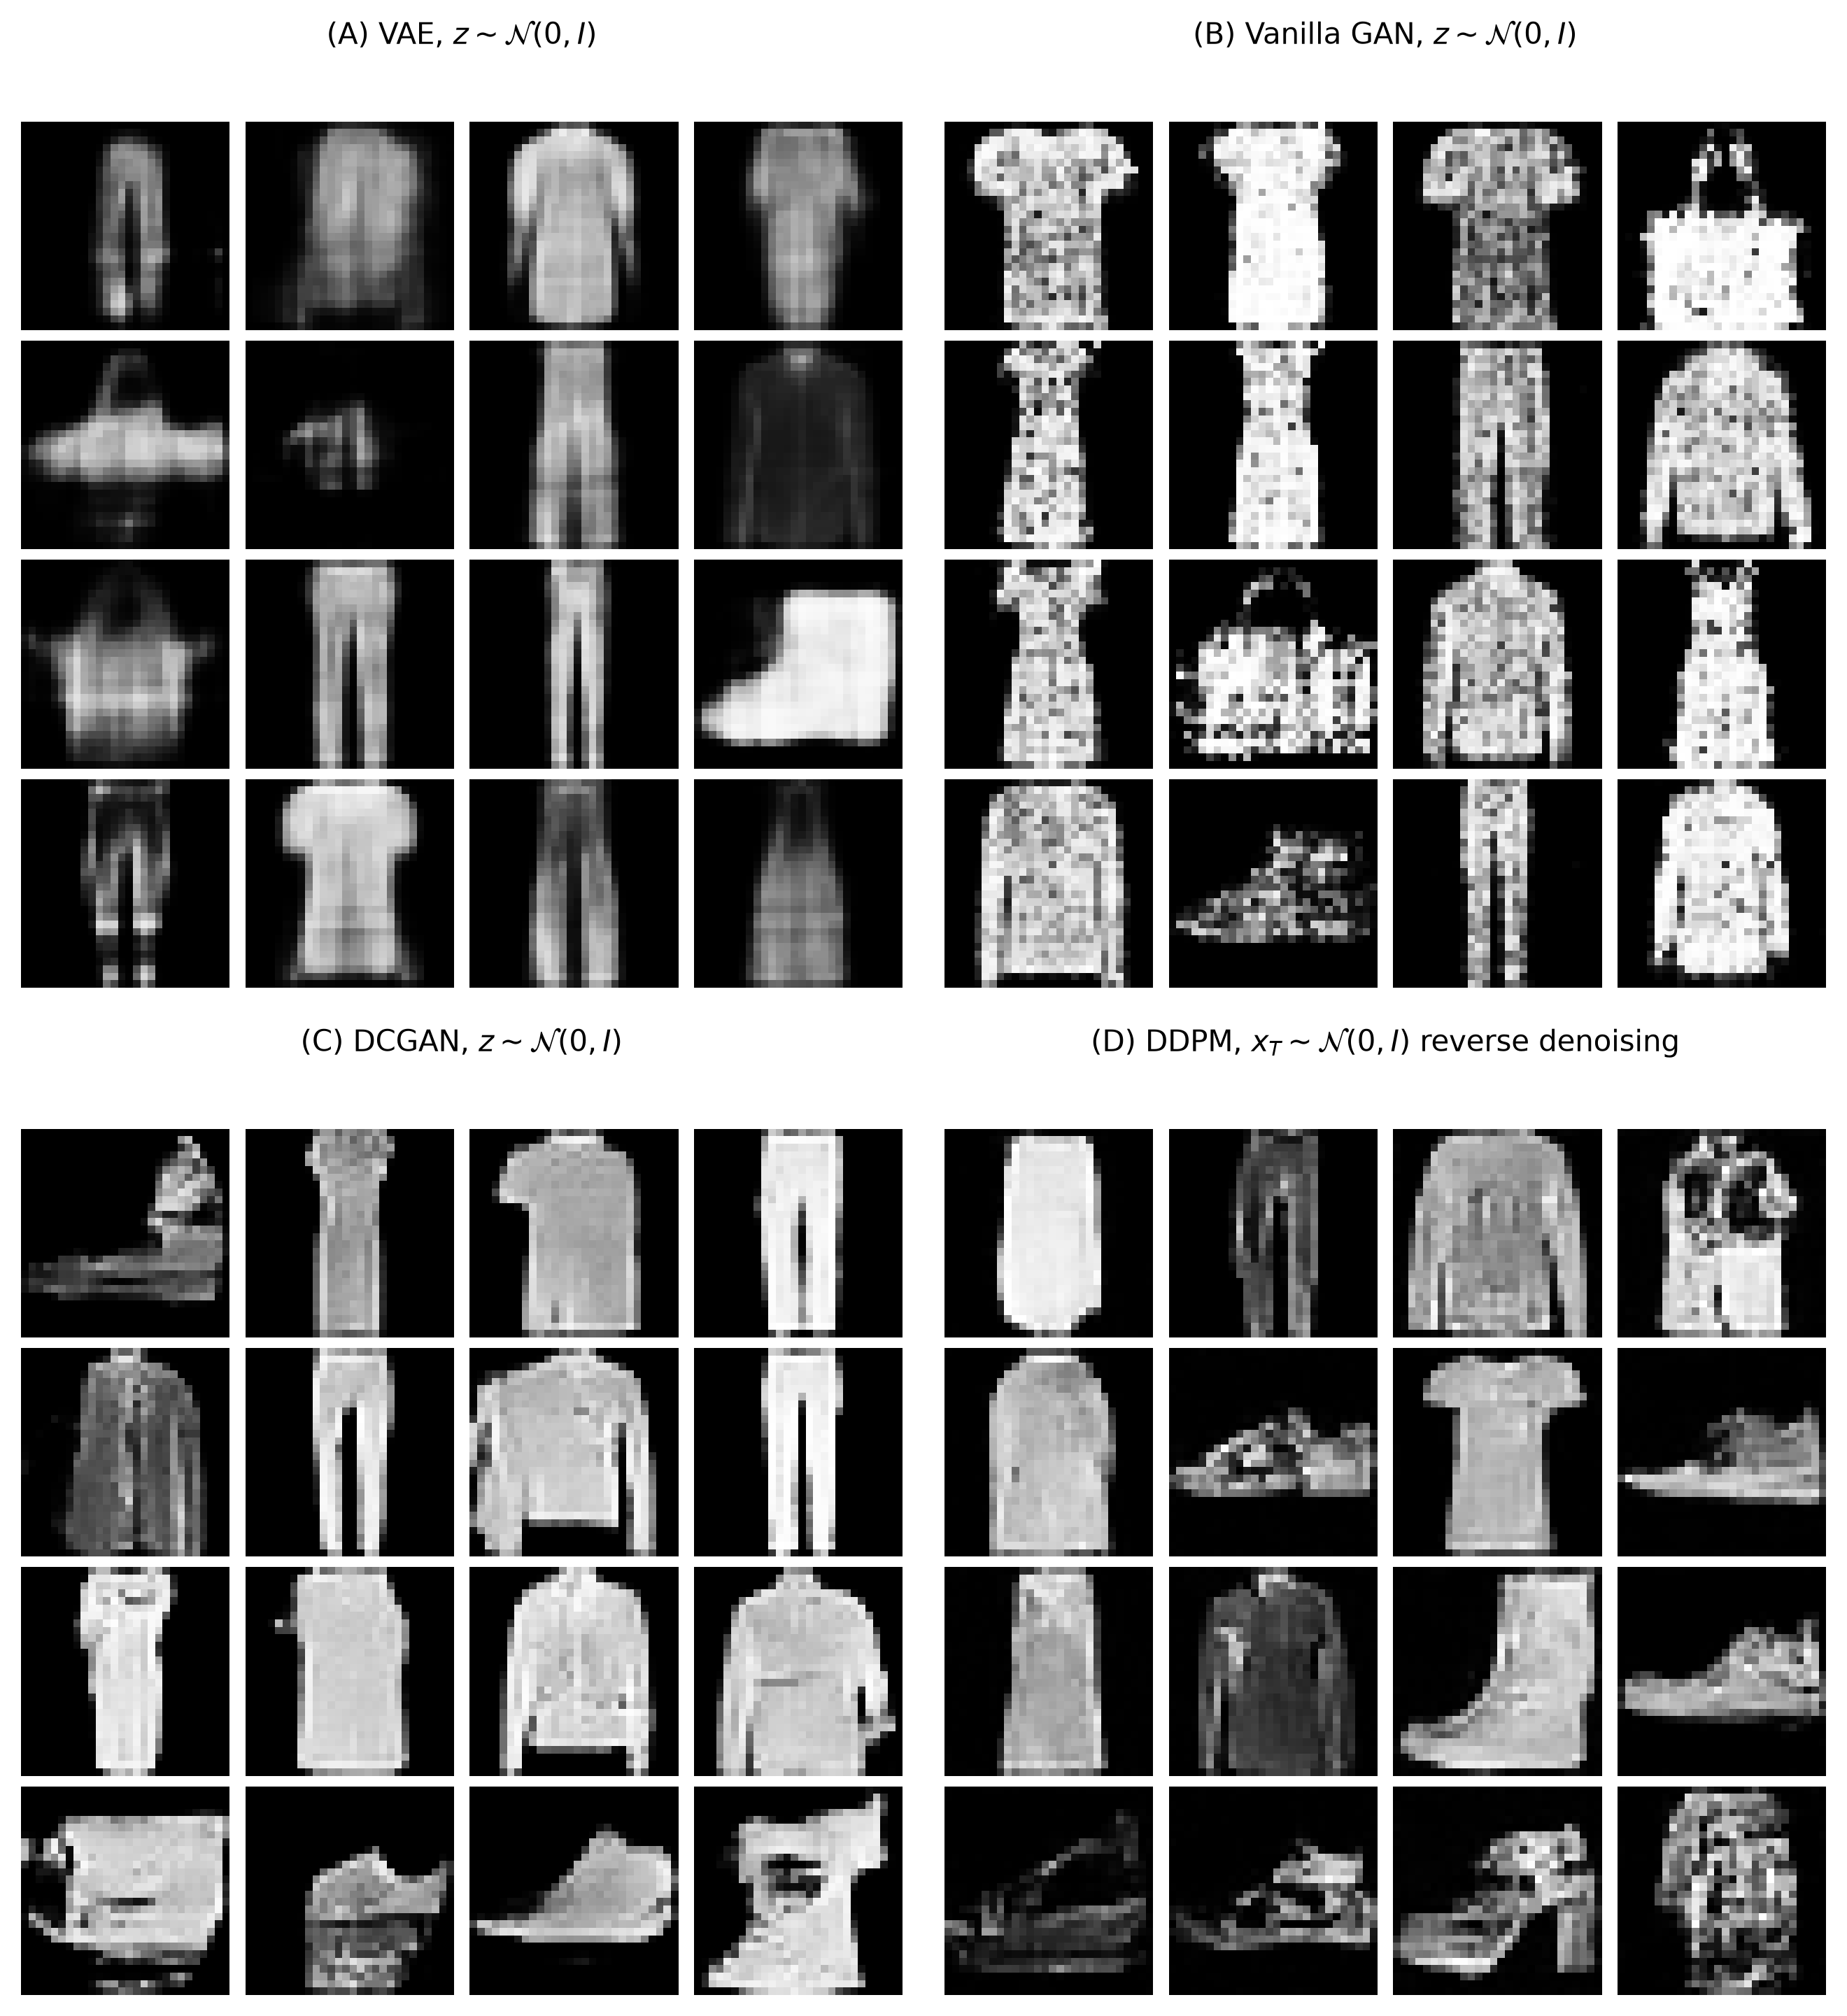 (A) VAE, z ∼ 𝒩(0, I)
(B) Vanilla GAN, z ∼ 𝒩(0, I)
(C) DCGAN, z ∼ 𝒩(0, I)
(D) DDPM, x_T ∼ 𝒩(0, I) reverse denoising